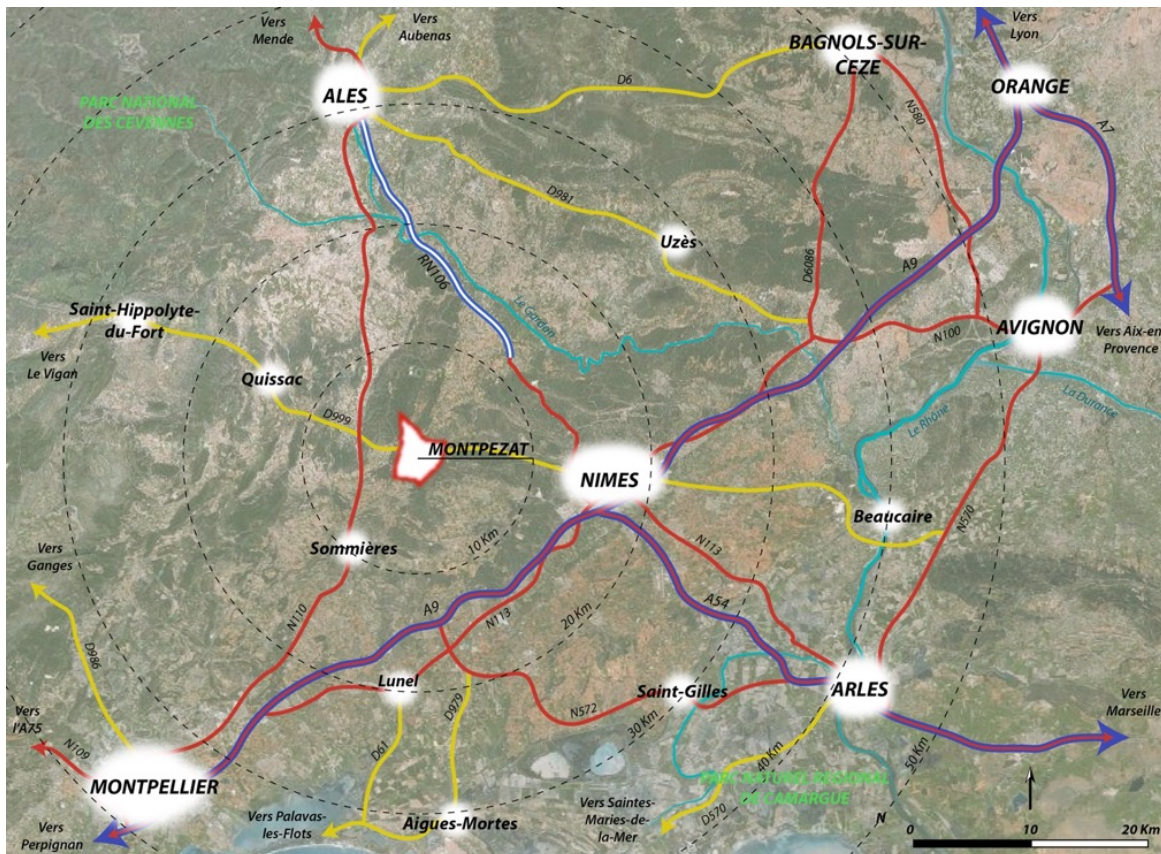 Vers
Mende
Vers
Aubenas
BAGNOLS-SUR-
CEZE
Vers
Lyon
ALES
D6
ORANGE
PARC NATIONAL
DES CEVENNES
N580
A7
D981
Uzès
RN106
D6086
A9
Le Gardon
Saint-Hippolyte-
du-Fort
AVIGNON
N100
Vers Aix-en
Provence
Vers
Le Vigan
Quissac
La Durance
D999
Le Rhône
MONTPEZAT
NIMES
Beaucaire
N570
Sommières
10 Km
N113
Vers
Ganges
A54
A9
N113
20 Km
N110
D986
Lunel
Saint-Gilles
ARLES
D979
N572
30 Km
Vers
Marseille
Vers
l'A75
N109
D61
40 Km
50 Km
MONTPELLIER
PARC NATUREL REGIONAL
DE CAMARGUE
Vers Palavas-
les-Flots
Aigues-Mortes
Vers Saintes-
Maries-de-
la-Mer
D570
N
Vers
Perpignan
0
10
20 Km